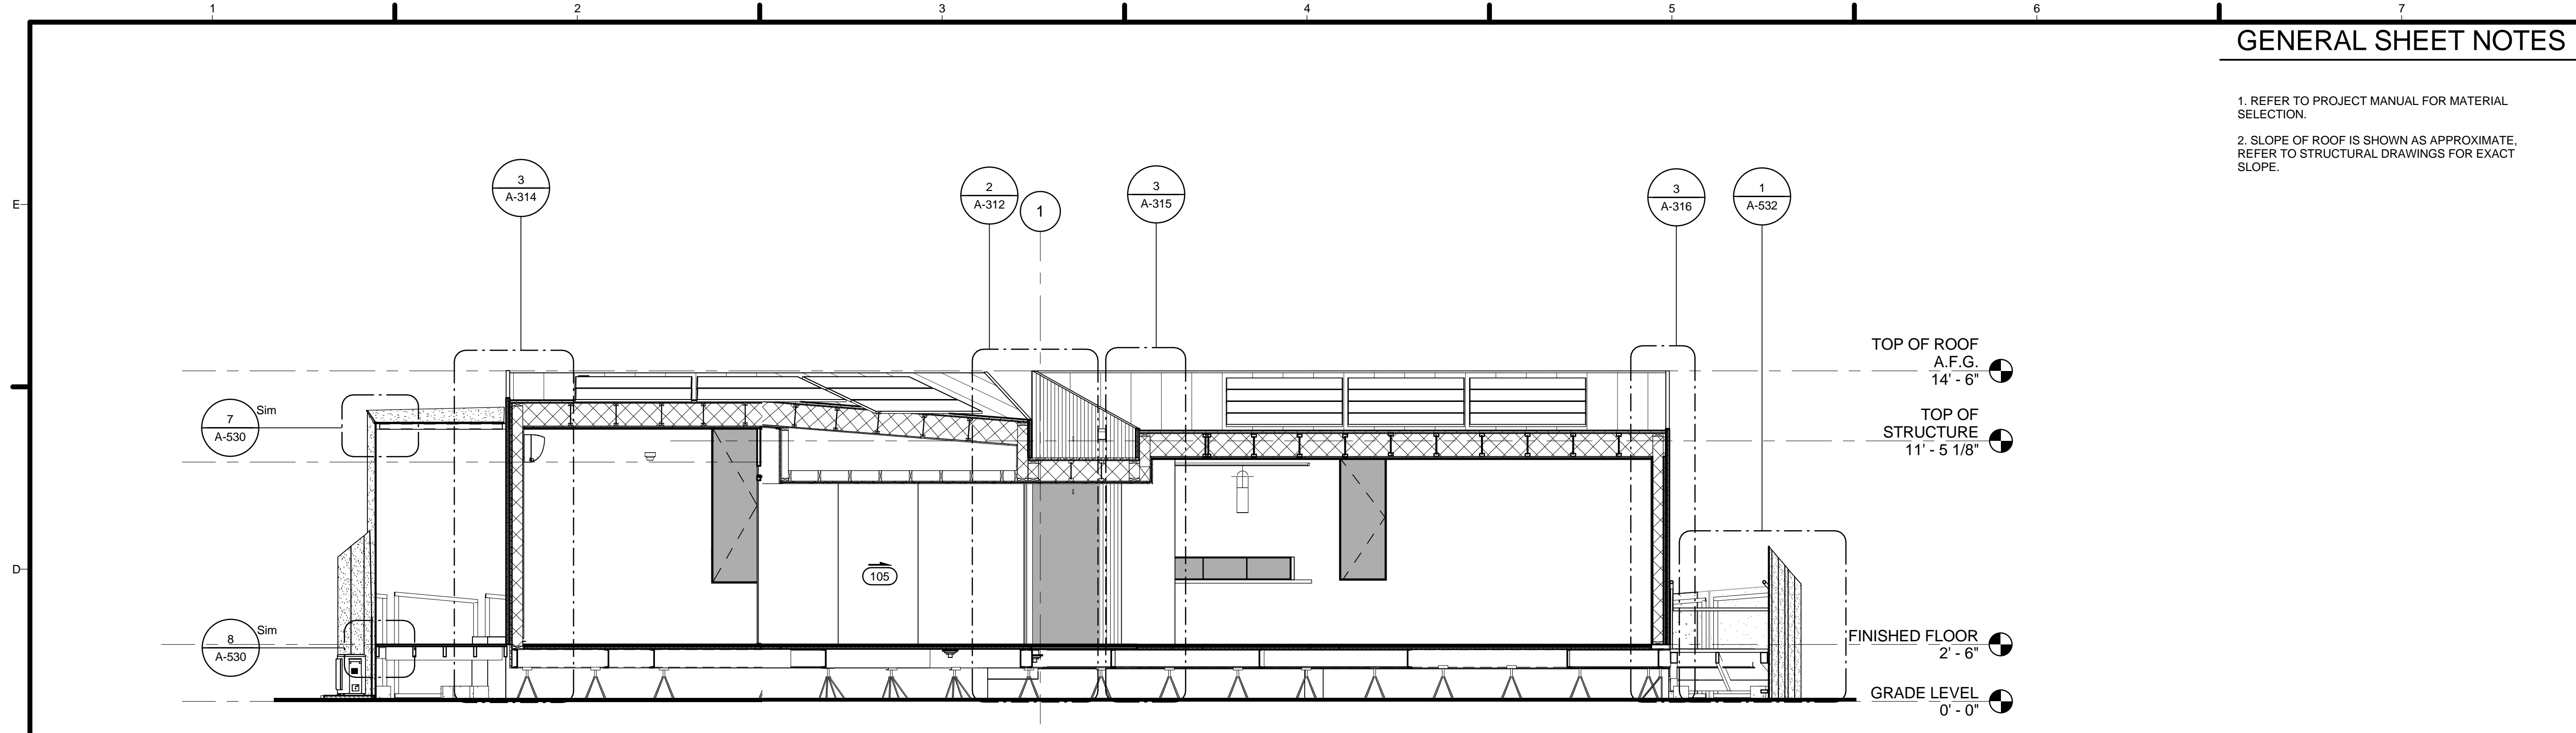 1 2 3 4 5 6 7
GENERAL SHEET NOTES
1. REFER TO PROJECT MANUAL FOR MATERIAL
SELECTION.
2. SLOPE OF ROOF IS SHOWN AS APPROXIMATE,
REFER TO STRUCTURAL DRAWINGS FOR EXACT
SLOPE.
E
3
A-314
2
A-312
1
3
A-315
3
A-316
1
A-532
TOP OF ROOF
A.F.G.
14' - 6"
7
A-530
Sim
TOP OF
STRUCTURE
11' - 5 1/8"
D
105
8
A-530
Sim
FINISHED FLOOR
2' - 6"
GRADE LEVEL
0' - 0"